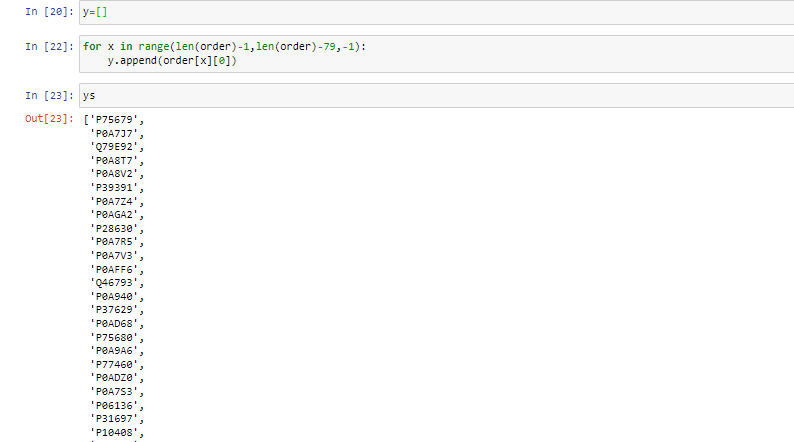 In [20]: y=[]
In [22]: for x in range(len(order)-1,len(order)-79,-1):
y.append(order[x][0])
In [23]: ys
Out[23]: ['P75679',
'P0A7J7',
'Q79E92',
'P0A8T7',
'P0A8V2',
'P39391',
'P0A7Z4',
'P0AGA2',
'P28630',
'P0A7R5',
'P0A7V3',
'P0AFF6',
'Q46793',
'P0A940',
'P37629',
'P0AD68',
'P75680',
'P0A9A6',
'P77460',
'P0ADZ0',
'P0A7S3',
'P06136',
'P31697',
'P10408',